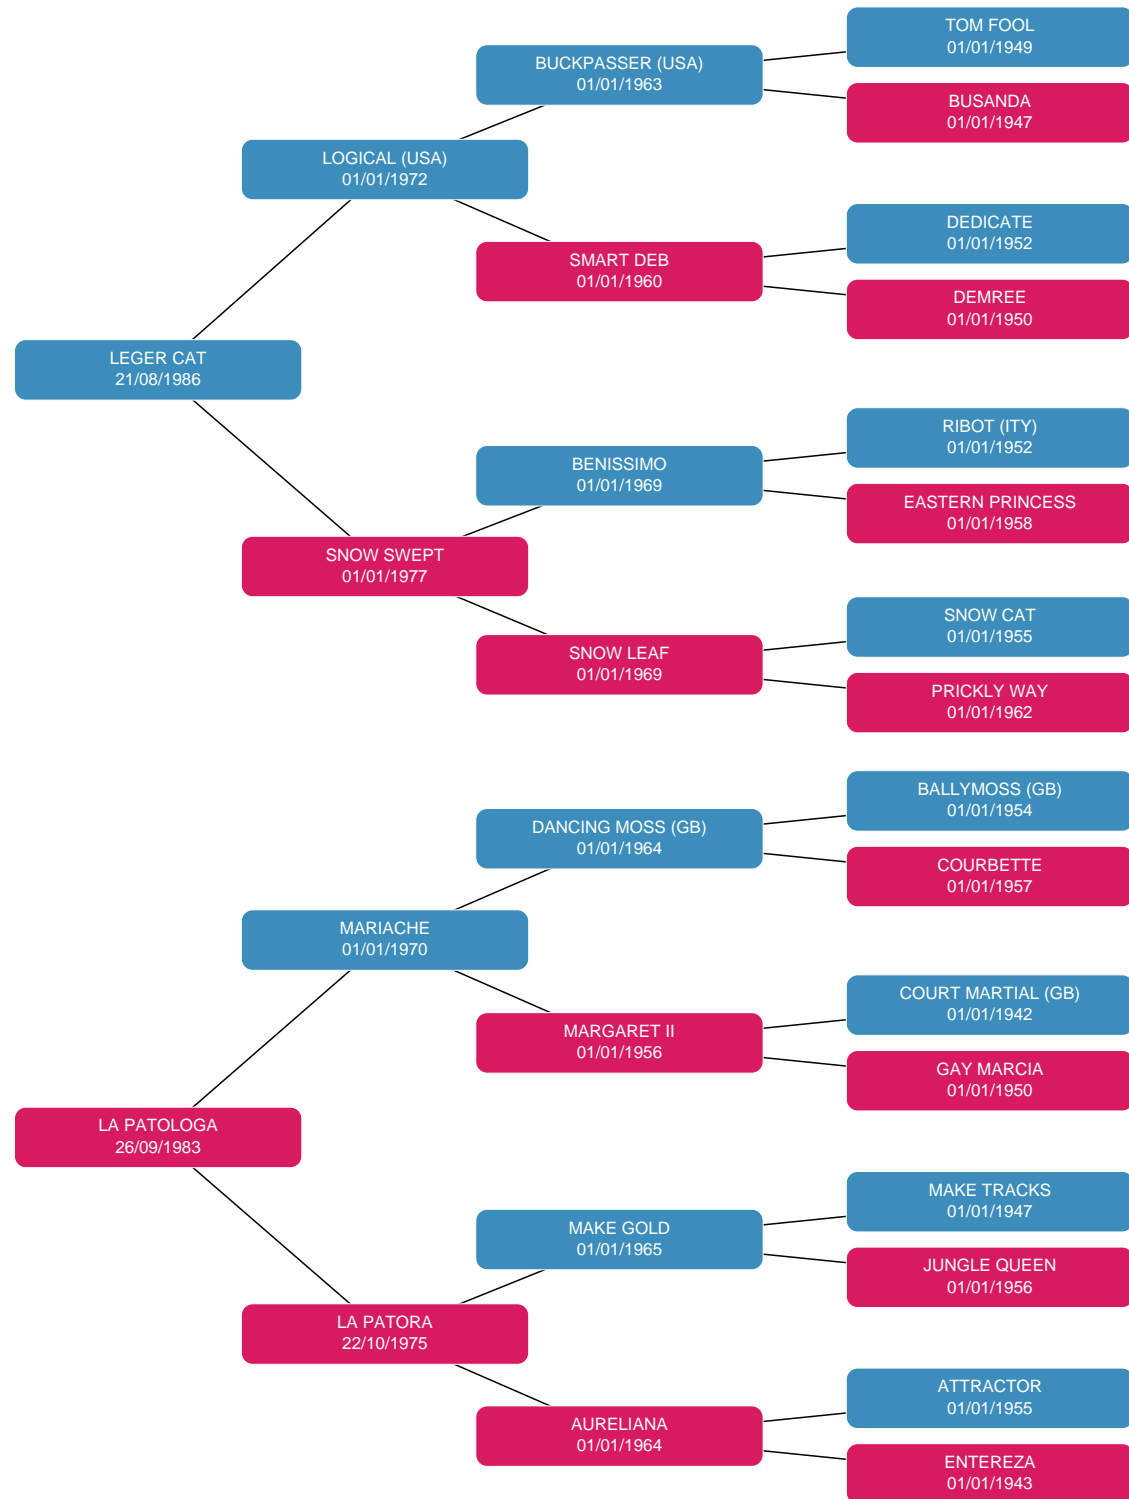 TOM FOOL
01/01/1949
BUCKPASSER (USA)
01/01/1963
BUSANDA
01/01/1947
LOGICAL (USA)
01/01/1972
DEDICATE
01/01/1952
SMART DEB
01/01/1960
DEMREE
01/01/1950
LEGER CAT
21/08/1986
RIBOT (ITY)
01/01/1952
BENISSIMO
01/01/1969
EASTERN PRINCESS
01/01/1958
SNOW SWEPT
01/01/1977
SNOW CAT
01/01/1955
SNOW LEAF
01/01/1969
PRICKLY WAY
01/01/1962
BALLYMOSS (GB)
01/01/1954
DANCING MOSS (GB)
01/01/1964
COURBETTE
01/01/1957
MARIACHE
01/01/1970
COURT MARTIAL (GB)
01/01/1942
MARGARET II
01/01/1956
GAY MARCIA
01/01/1950
LA PATOLOGA
26/09/1983
MAKE TRACKS
01/01/1947
MAKE GOLD
01/01/1965
JUNGLE QUEEN
01/01/1956
LA PATORA
22/10/1975
ATTRACTOR
01/01/1955
AURELIANA
01/01/1964
ENTEREZA
01/01/1943